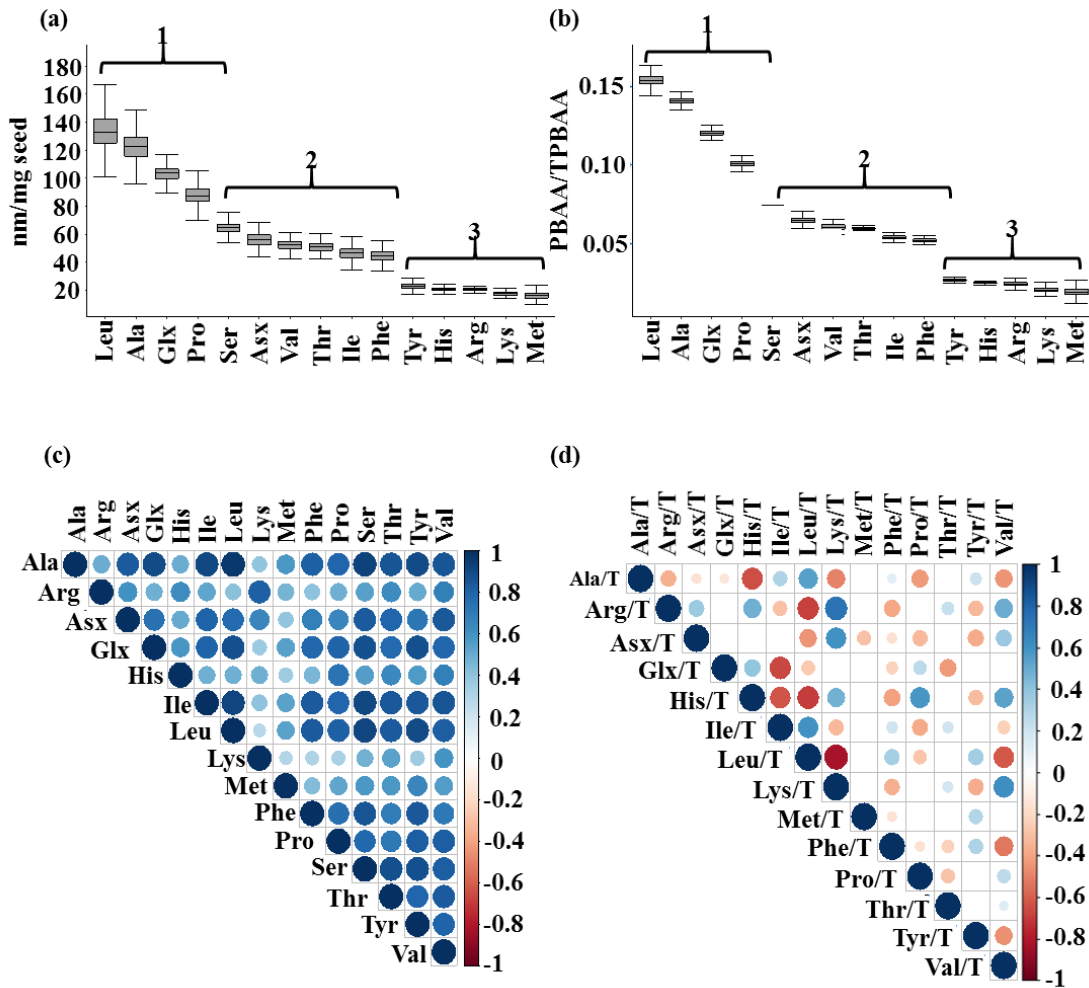 (a)
1
2
3
nm/mg seed
180
160
140
120
100
80
60
40
20
Leu Ala Glx Pro Ser Asx Val Thr Ile Phe Tyr His Arg Lys Met
(b)
1
2
3
PBAA/TPBAA
0.15
0.10
0.05
Leu Ala Glx Pro Ser Asx Val Thr Ile Phe Tyr His Arg Lys Met
(c)
Ala Arg Asx Glx His Ile Leu Lys Met Phe Pro Ser Thr Tyr Val
Ala
Arg
Asx
Glx
His
Ile
Leu
Lys
Met
Phe
Pro
Ser
Thr
Tyr
Val
1
0.8
0.6
0.4
0.2
0
-0.2
-0.4
-0.6
-0.8
-1
(d)
Ala/T Arg/T Asx/T Glx/T His/T Ile/T Leu/T Lys/T Met/T Phe/T Pro/T Thr/T Tyr/T Val/T
Ala/T
Arg/T
Asx/T
Glx/T
His/T
Ile/T
Leu/T
Lys/T
Met/T
Phe/T
Pro/T
Thr/T
Tyr/T
Val/T
1
0.8
0.6
0.4
0.2
0
-0.2
-0.4
-0.6
-0.8
-1